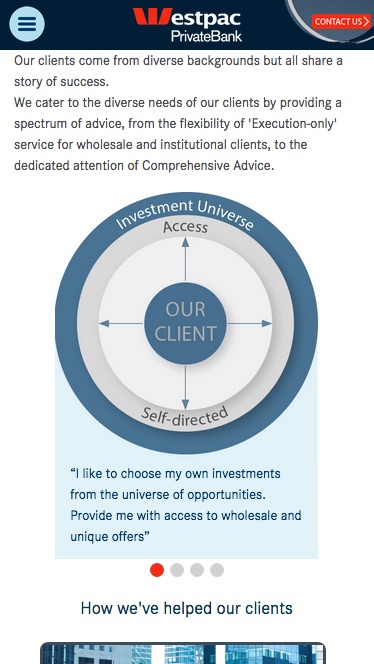 Westpac
PrivateBank
CONTACT US
Our clients come from diverse backgrounds but all share a
story of success.
We cater to the diverse needs of our clients by providing a
spectrum of advice, from the flexibility of 'Execution-only'
service for wholesale and institutional clients, to the
dedicated attention of Comprehensive Advice.
Investment Universe
Access
OUR
CLIENT
Self-directed
“I like to choose my own investments
from the universe of opportunities.
Provide me with access to wholesale and
unique offers”
How we've helped our clients